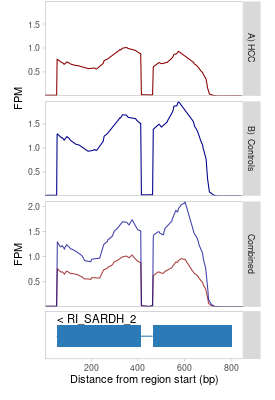 1.5
1.0
0.5
A) HCC
FPM
1.5
1.0
0.5
B) Controls
2.0
1.5
1.0
0.5
FPM
Combined
< RI_SARDH_2
200 400 600 800
Distance from region start (bp)